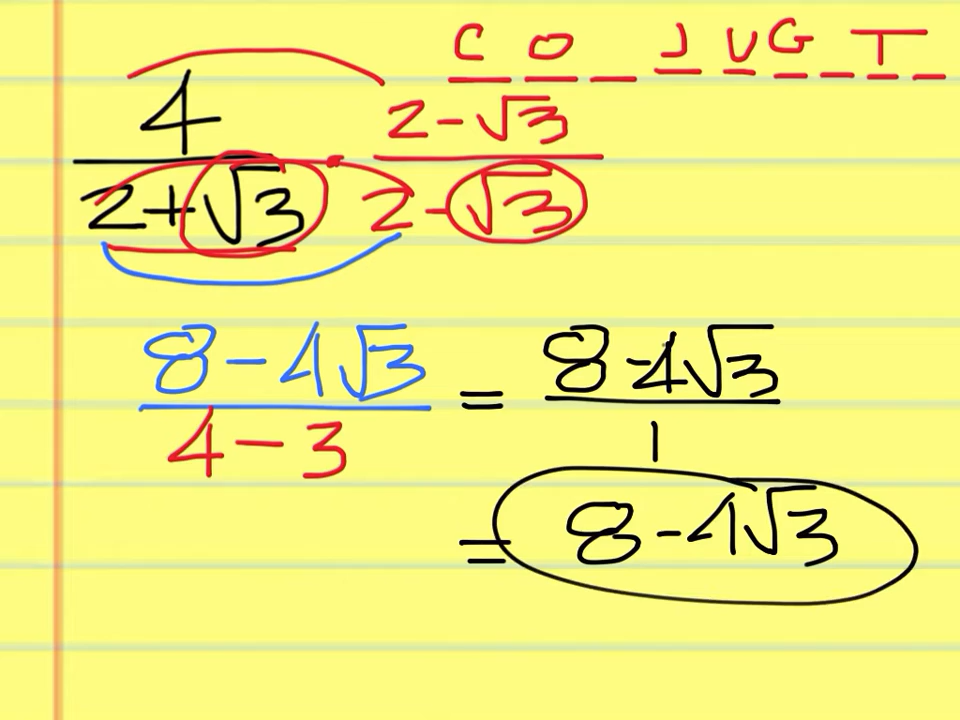 C O _ J U G _ T _
4/(2+√3) · (2-√3)/(2-√3)
(8-4√3)/(4-3) = (8-4√3)/1
= 8-4√3